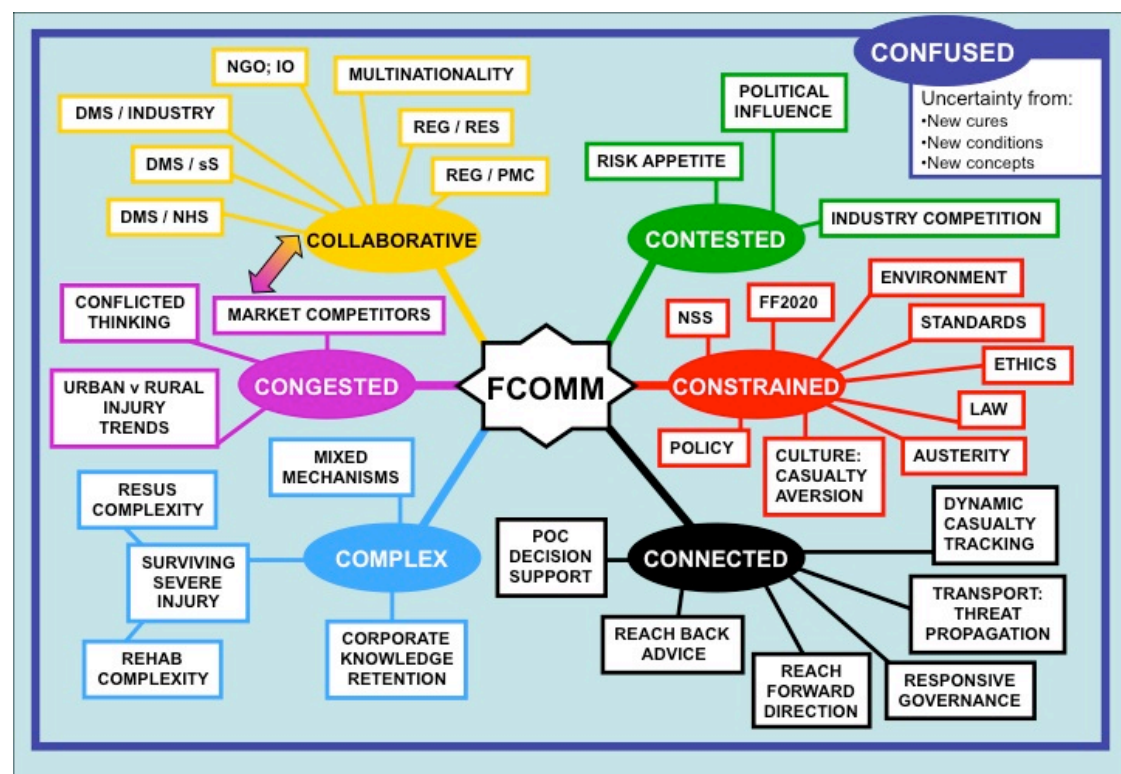 CONFUSED
Uncertainty from:
•New cures
•New conditions
•New concepts
NGO; IO
MULTINATIONALITY
DMS / INDUSTRY
REG / RES
DMS / sS
REG / PMC
DMS / NHS
COLLABORATIVE
POLITICAL
INFLUENCE
RISK APPETITE
INDUSTRY COMPETITION
CONTESTED
CONFLICTED
THINKING
MARKET COMPETITORS
URBAN v RURAL
INJURY
TRENDS
CONGESTED
FCOMM
NSS
FF2020
ENVIRONMENT
STANDARDS
ETHICS
LAW
AUSTERITY
CULTURE:
CASUALTY
AVERSION
POLICY
CONSTRAINED
MIXED
MECHANISMS
RESUS
COMPLEXITY
SURVIVING
SEVERE
INJURY
REHAB
COMPLEXITY
CORPORATE
KNOWLEDGE
RETENTION
COMPLEX
POC
DECISION
SUPPORT
CONNECTED
DYNAMIC
CASUALTY
TRACKING
TRANSPORT:
THREAT
PROPAGATION
RESPONSIVE
GOVERNANCE
REACH
FORWARD
DIRECTION
REACH BACK
ADVICE